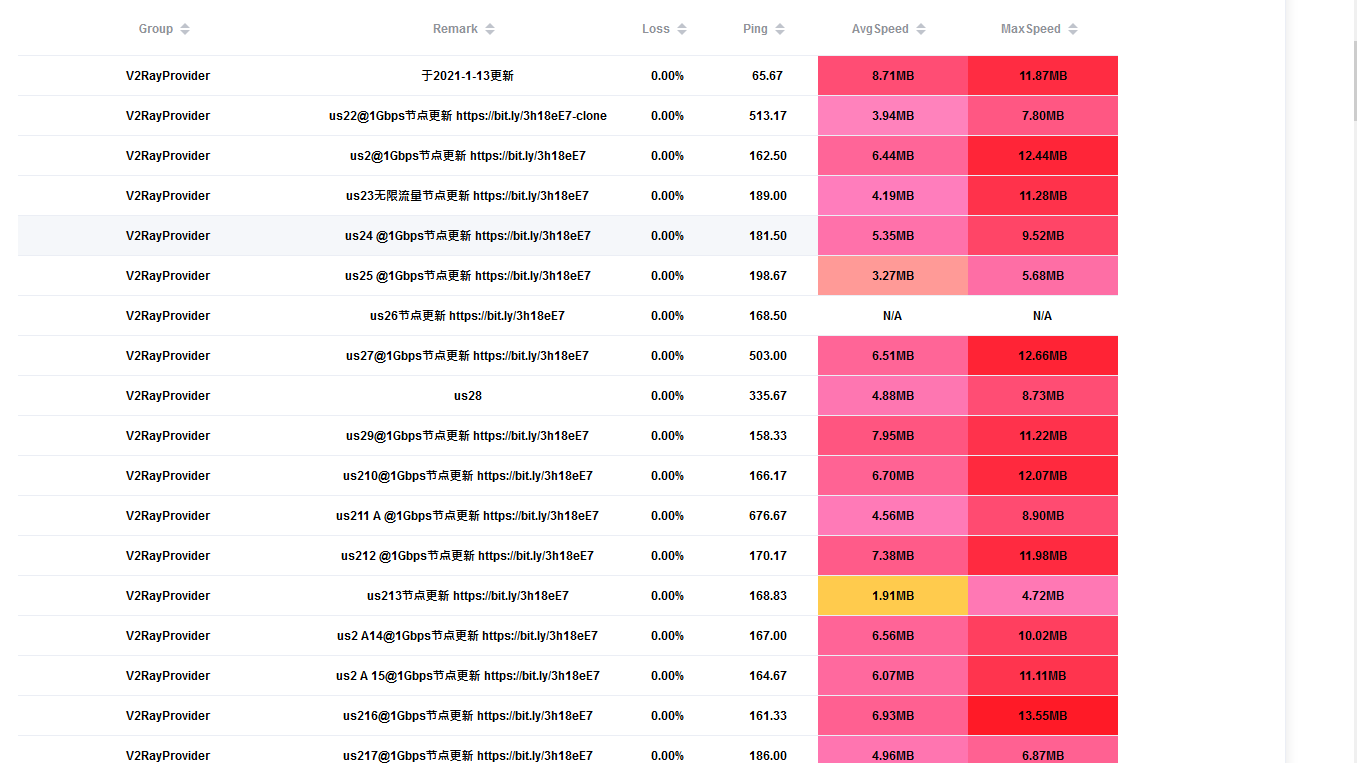 Group Remark Loss Ping AvgSpeed MaxSpeed
V2RayProvider 于2021-1-13更新 0.00% 65.67 8.71MB 11.87MB
V2RayProvider us22@1Gbps节点更新 https://bit.ly/3h18eE7-clone 0.00% 513.17 3.94MB 7.80MB
V2RayProvider us2@1Gbps节点更新 https://bit.ly/3h18eE7 0.00% 162.50 6.44MB 12.44MB
V2RayProvider us23无限流量节点更新 https://bit.ly/3h18eE7 0.00% 189.00 4.19MB 11.28MB
V2RayProvider us24 @1Gbps节点更新 https://bit.ly/3h18eE7 0.00% 181.50 5.35MB 9.52MB
V2RayProvider us25 @1Gbps节点更新 https://bit.ly/3h18eE7 0.00% 198.67 3.27MB 5.68MB
V2RayProvider us26节点更新 https://bit.ly/3h18eE7 0.00% 168.50 N/A N/A
V2RayProvider us27@1Gbps节点更新 https://bit.ly/3h18eE7 0.00% 503.00 6.51MB 12.66MB
V2RayProvider us28 0.00% 335.67 4.88MB 8.73MB
V2RayProvider us29@1Gbps节点更新 https://bit.ly/3h18eE7 0.00% 158.33 7.95MB 11.22MB
V2RayProvider us210@1Gbps节点更新 https://bit.ly/3h18eE7 0.00% 166.17 6.70MB 12.07MB
V2RayProvider us211 A @1Gbps节点更新 https://bit.ly/3h18eE7 0.00% 676.67 4.56MB 8.90MB
V2RayProvider us212 @1Gbps节点更新 https://bit.ly/3h18eE7 0.00% 170.17 7.38MB 11.98MB
V2RayProvider us213节点更新 https://bit.ly/3h18eE7 0.00% 168.83 1.91MB 4.72MB
V2RayProvider us2 A14@1Gbps节点更新 https://bit.ly/3h18eE7 0.00% 167.00 6.56MB 10.02MB
V2RayProvider us2 A 15@1Gbps节点更新 https://bit.ly/3h18eE7 0.00% 164.67 6.07MB 11.11MB
V2RayProvider us216@1Gbps节点更新 https://bit.ly/3h18eE7 0.00% 161.33 6.93MB 13.55MB
V2RayProvider us217@1Gbps节点更新 https://bit.ly/3h18eE7 0.00% 186.00 4.96MB 6.87MB